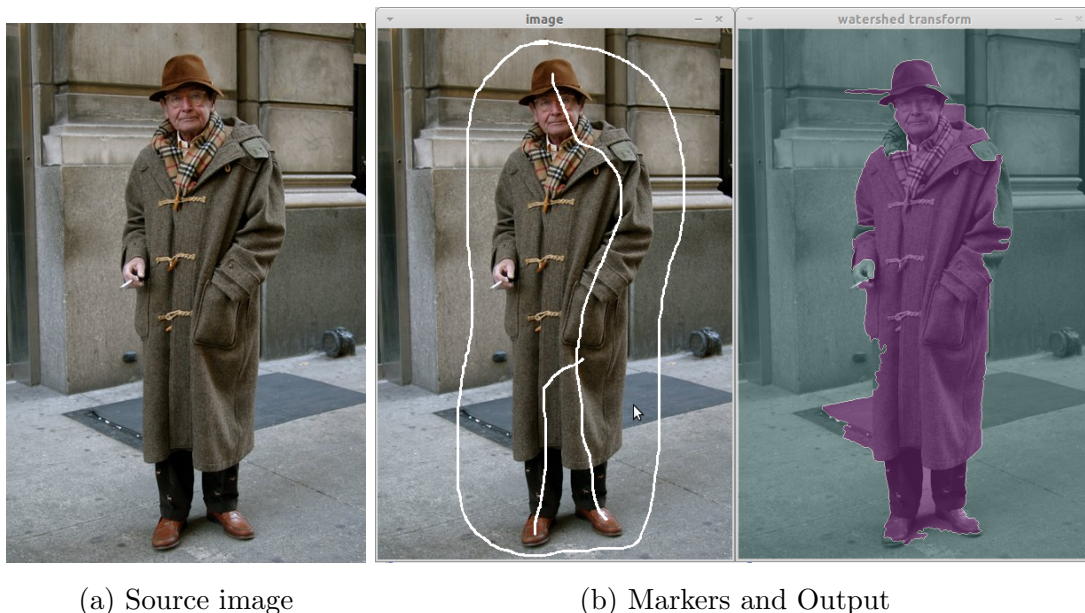 image
watershed transform
(a) Source image
(b) Markers and Output